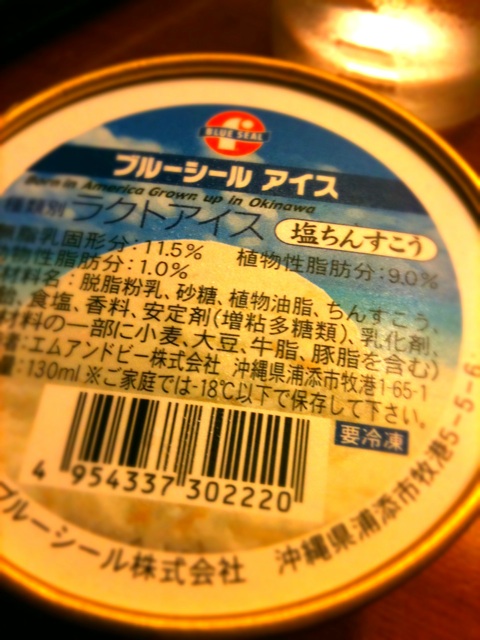 BLUE SEAL
ブルーシール アイス
Born in America Grown up in Okinawa
種類別 ラクトアイス
塩ちんすこう
無脂乳固形分：11.5% 植物性脂肪分：9.0%
物性脂肪分：1.0%
材料名：脱脂粉乳、砂糖、植物油脂、ちんすこう、
、食塩、香料、安定剤(増粘多糖類)、乳化剤、
材料の一部に小麦、大豆、牛脂、豚脂を含む)
者：エムアンドビー株式会社 沖縄県浦添市牧港1-65-1
量：130ml ※ご家庭では-18℃以下で保存して下さい。
要冷凍
4 954337 302220
ブルーシール株式会社 沖縄県浦添市牧港5-5-6